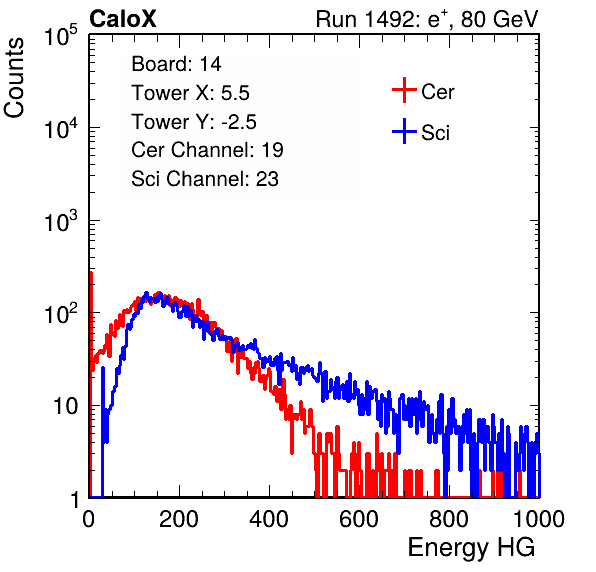 CaloX Run 1492: e⁺, 80 GeV
Board: 14
Tower X: 5.5
Tower Y: -2.5
Cer Channel: 19
Sci Channel: 23
Cer
Sci
Counts
10⁵
10⁴
10³
10²
10
1
0 200 400 600 800 1000
Energy HG